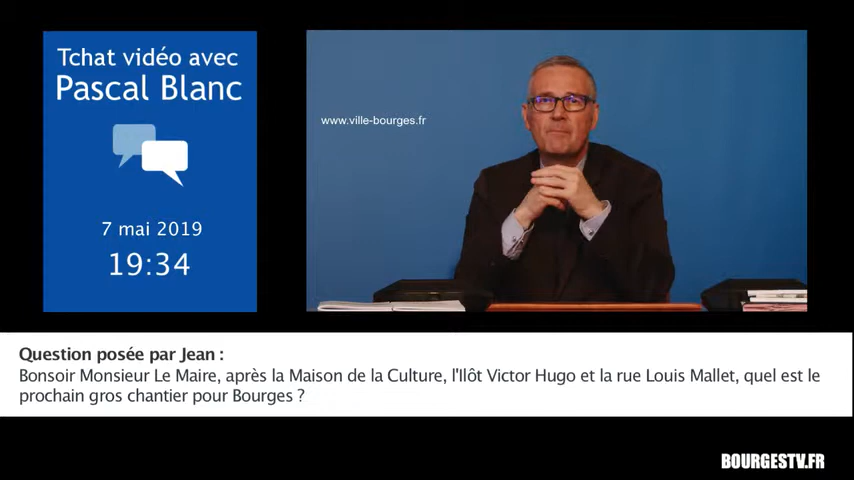 Tchat vidéo avec
Pascal Blanc
7 mai 2019
19:34
www.ville-bourges.fr
Question posée par Jean :
Bonsoir Monsieur Le Maire, après la Maison de la Culture, l'Ilôt Victor Hugo et la rue Louis Mallet, quel est le
prochain gros chantier pour Bourges ?
BOURGESTV.FR